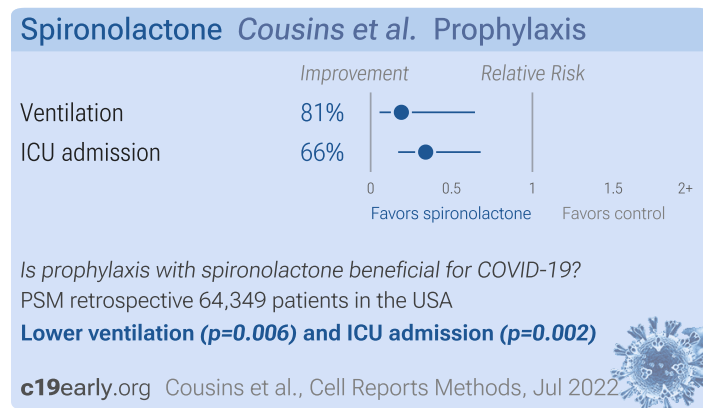 Spironolactone Cousins et al. Prophylaxis
Improvement Relative Risk
Ventilation 81%
ICU admission 66%
0 0.5 1 1.5 2+
Favors spironolactone Favors control
Is prophylaxis with spironolactone beneficial for COVID-19?
PSM retrospective 64,349 patients in the USA
Lower ventilation (p=0.006) and ICU admission (p=0.002)
c19early.org Cousins et al., Cell Reports Methods, Jul 2022